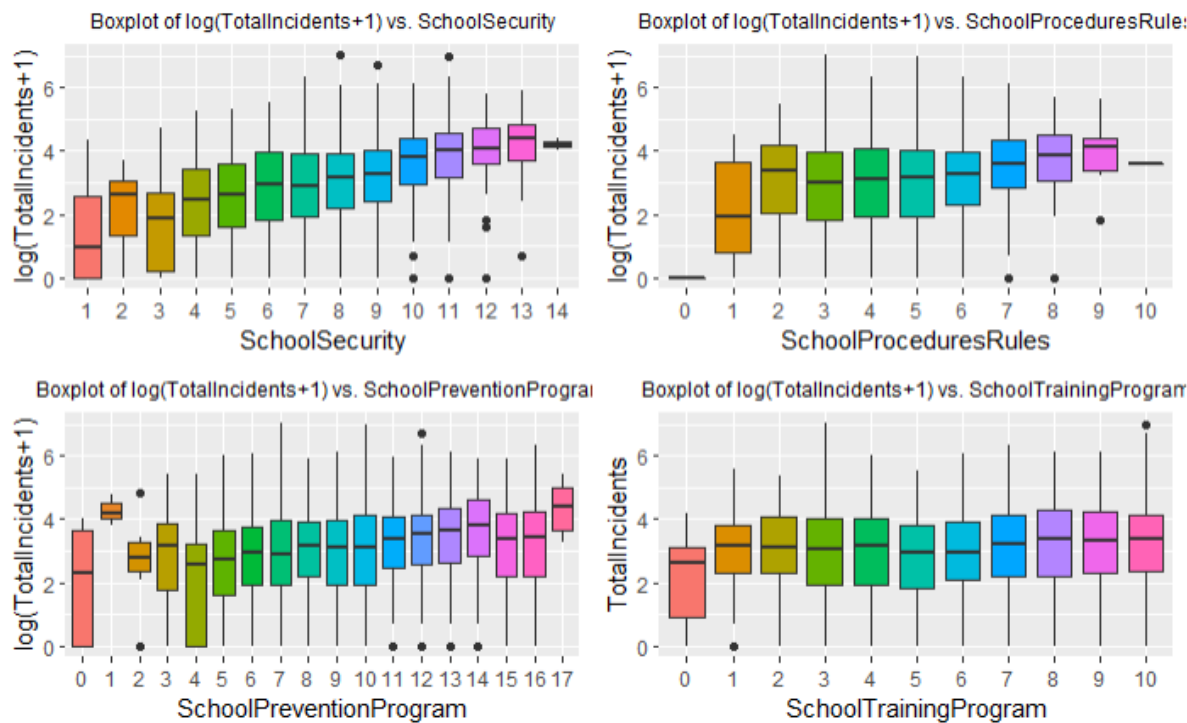 Boxplot of log(TotalIncidents+1) vs. SchoolSecurity
log(TotalIncidents+1)
6
4
2
0
1 2 3 4 5 6 7 8 9 10 11 12 13 14
SchoolSecurity
Boxplot of log(TotalIncidents+1) vs. SchoolProceduresRules
log(TotalIncidents+1)
6
4
2
0
0 1 2 3 4 5 6 7 8 9 10
SchoolProceduresRules
Boxplot of log(TotalIncidents+1) vs. SchoolPreventionPrograi
log(TotalIncidents+1)
6
4
2
0
0 1 2 3 4 5 6 7 8 9 10 11 12 13 14 15 16 17
SchoolPreventionProgram
Boxplot of log(TotalIncidents+1) vs. SchoolTrainingProgram
TotalIncidents
6
4
2
0
0 1 2 3 4 5 6 7 8 9 10
SchoolTrainingProgram